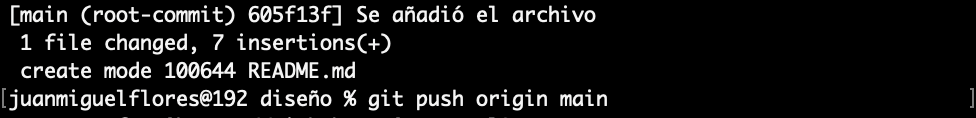 [main (root-commit) 605f13f] Se añadió el archivo
1 file changed, 7 insertions(+)
create mode 100644 README.md
[juanmiguelflores@192 diseño % git push origin main ]